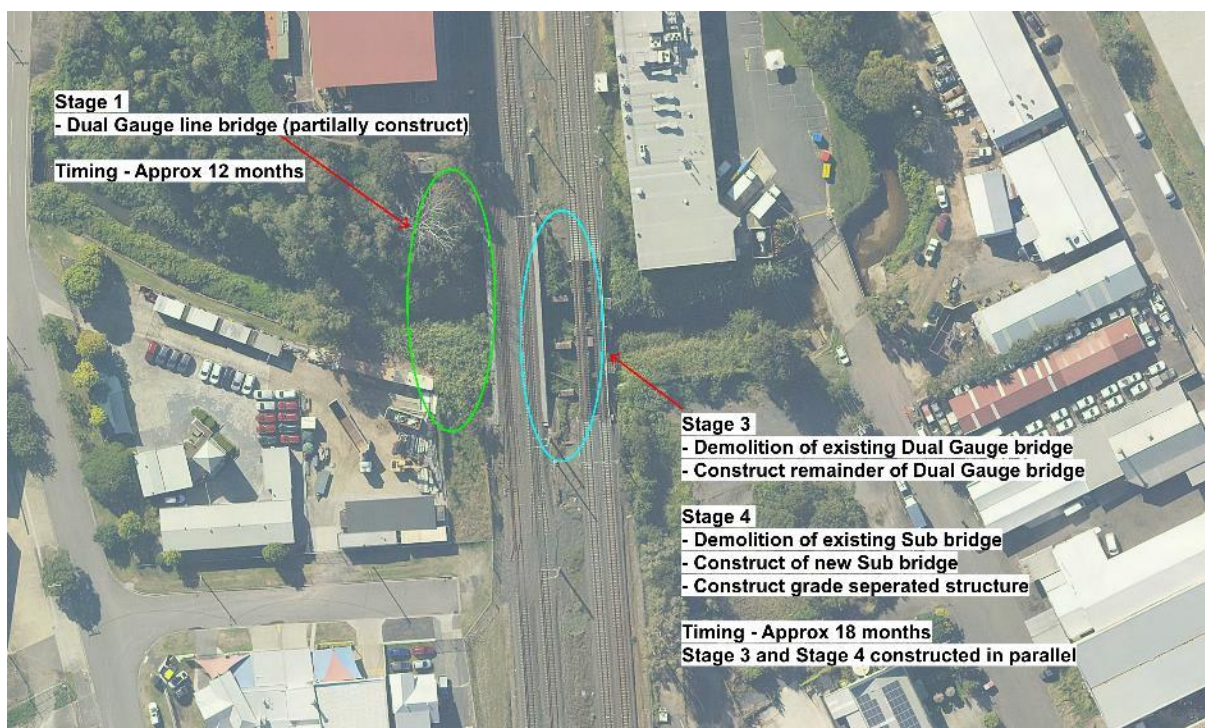 Stage 1
- Dual Gauge line bridge (partilally construct)
Timing - Approx 12 months
Stage 3
- Demolition of existing Dual Gauge bridge
- Construct remainder of Dual Gauge bridge
Stage 4
- Demolition of existing Sub bridge
- Construct of new Sub bridge
- Construct grade seperated structure
Timing - Approx 18 months
Stage 3 and Stage 4 constructed in parallel